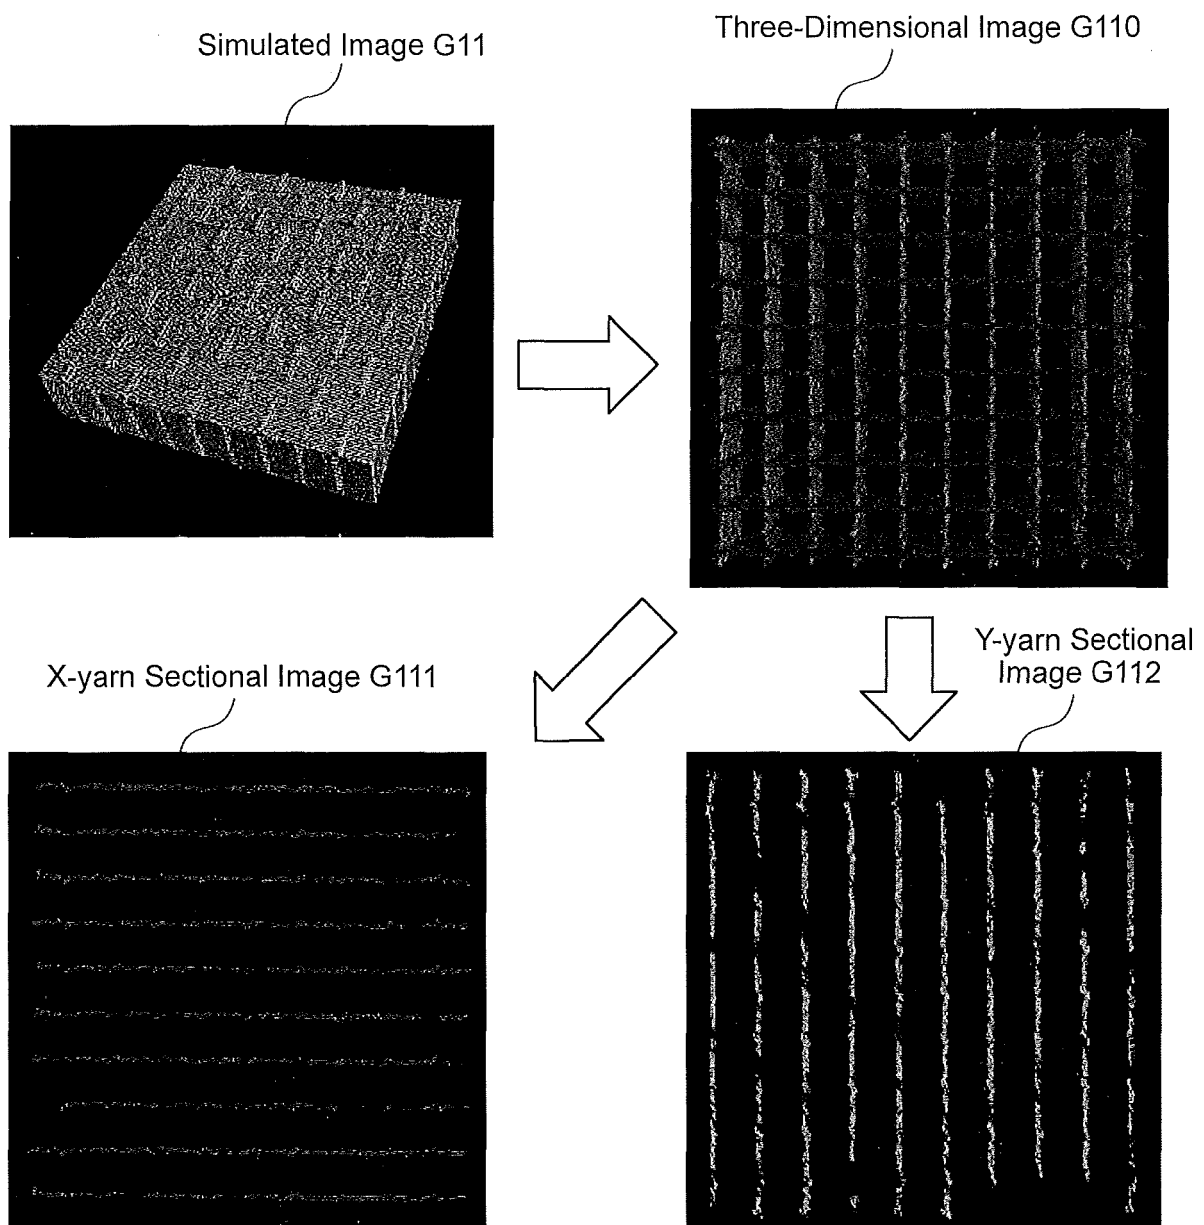 Simulated Image G11
Three-Dimensional Image G110
X-yarn Sectional Image G111
Y-yarn Sectional
Image G112